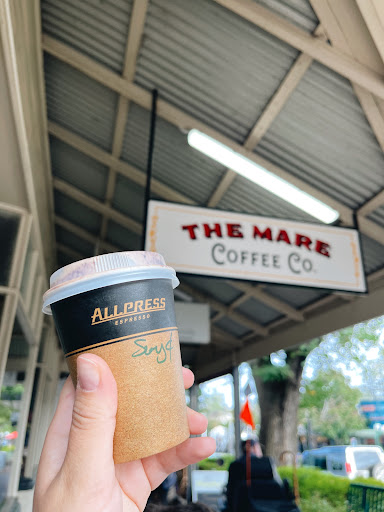 THE MARE
COFFEE CO.
ALLPRESS
ESPRESSO